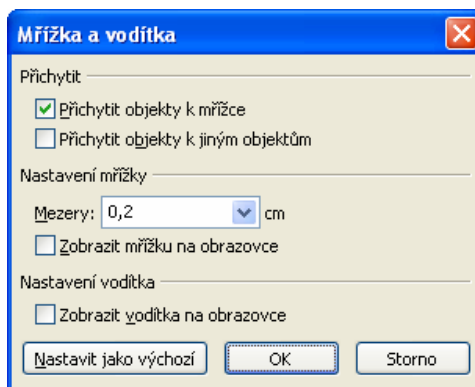 Mřížka a vodítka
Přichytit
Přichytit objekty k mřížce
Přichytit objekty k jiným objektům
Nastavení mřížky
Mezery: 0,2 cm
Zobrazit mřížku na obrazovce
Nastavení vodítka
Zobrazit vodítka na obrazovce
Nastavit jako výchozí OK Storno